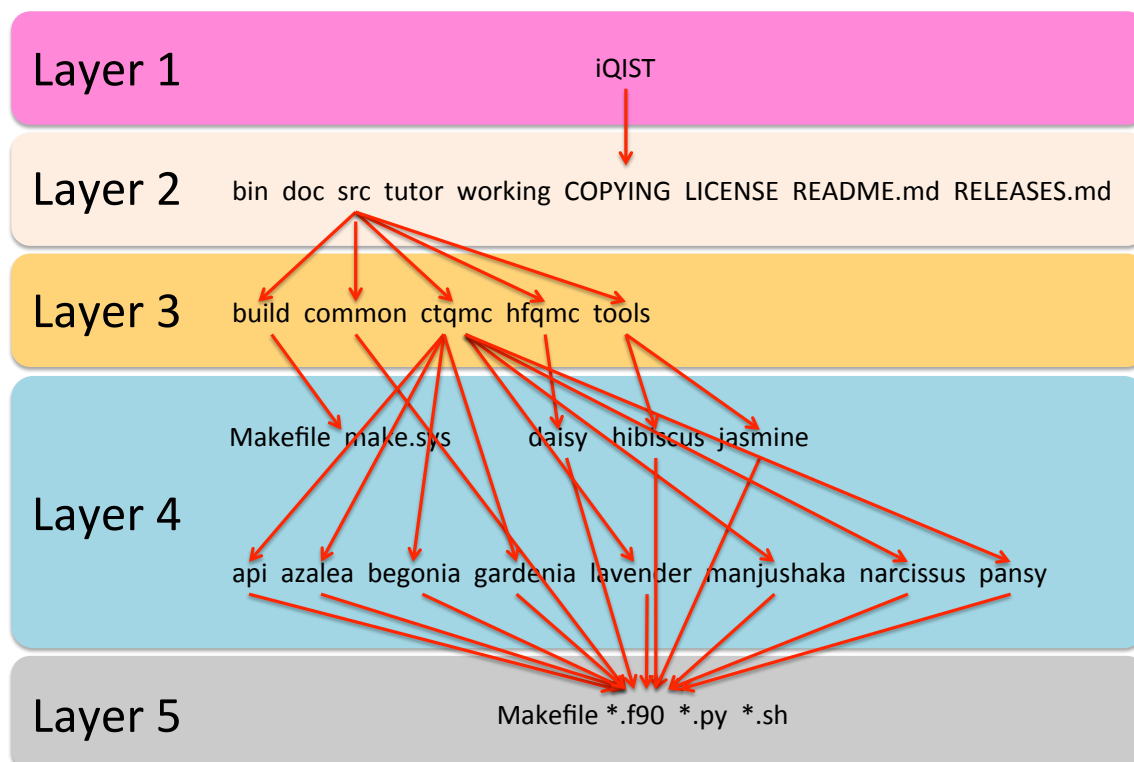 Layer 1
iQIST
Layer 2
bin doc src tutor working COPYING LICENSE README.md RELEASES.md
Layer 3
build common ctqmc hfqmc tools
Layer 4
Makefile make.sys daisy hibiscus jasmine
api azalea begonia gardenia lavender manjushaka narcissus pansy
Layer 5
Makefile *.f90 *.py *.sh